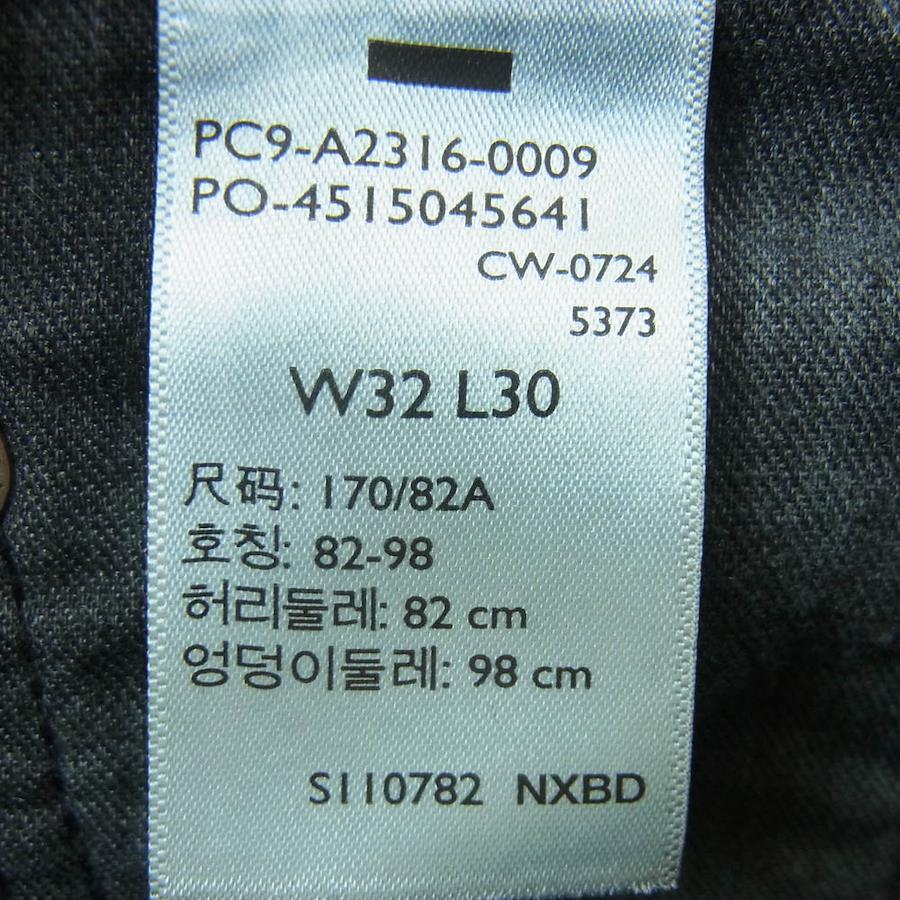 PC9-A2316-0009
PO-4515045641
CW-0724
5373
W32 L30
尺码: 170/82A
호칭: 82-98
허리둘레: 82 cm
엉덩이둘레: 98 cm
S110782 NXBD